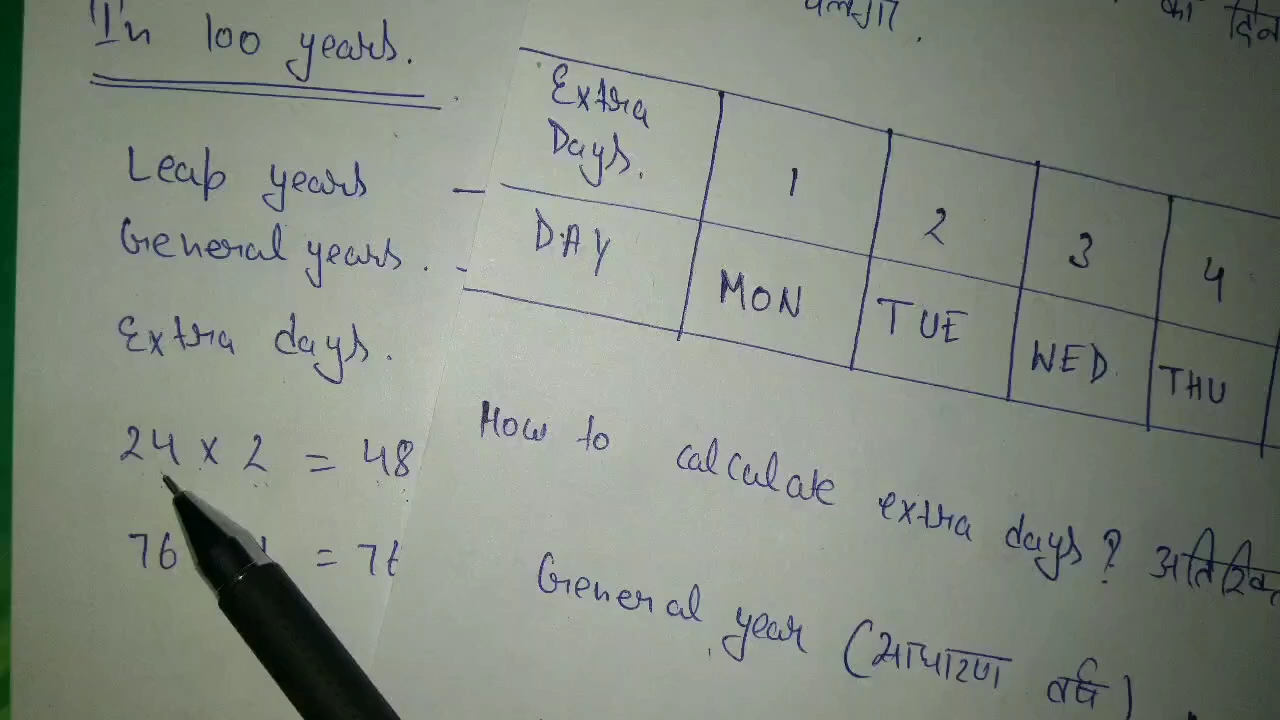 In 100 years.
Leap years -
General years. -
Extra days.
24 x 2 = 48
76 = 76
Extra Days. 1 2 3 4
DAY MON TUE WED. THU
How to calculate extra days?
General year (साधारण वर्ष)
का दिन